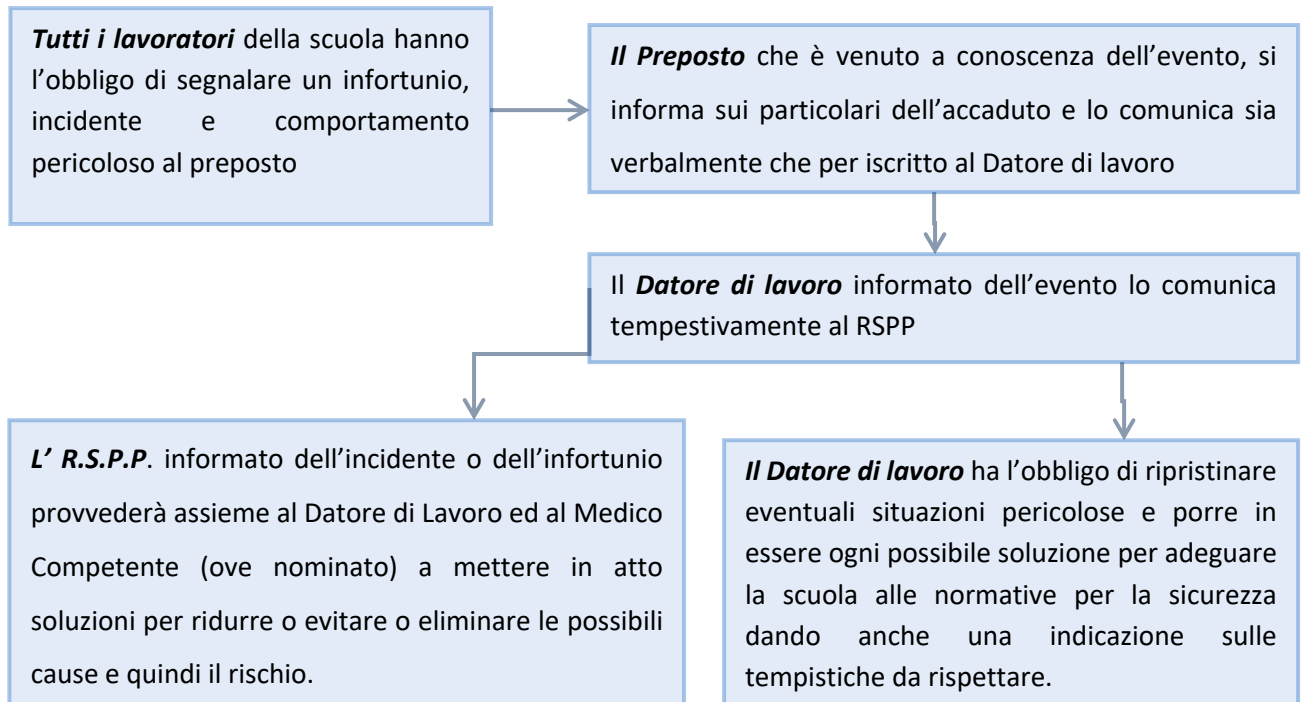 Tutti i lavoratori della scuola hanno
l’obbligo di segnalare un infortunio,
incidente e comportamento
pericoloso al preposto
Il Preposto che è venuto a conoscenza dell’evento, si
informa sui particolari dell’accaduto e lo comunica sia
verbalmente che per iscritto al Datore di lavoro
Il Datore di lavoro informato dell’evento lo comunica
tempestivamente al RSPP
L’ R.S.P.P. informato dell’incidente o dell’infortunio
provvederà assieme al Datore di Lavoro ed al Medico
Competente (ove nominato) a mettere in atto
soluzioni per ridurre o evitare o eliminare le possibili
cause e quindi il rischio.
Il Datore di lavoro ha l’obbligo di ripristinare
eventuali situazioni pericolose e porre in
essere ogni possibile soluzione per adeguare
la scuola alle normative per la sicurezza
dando anche una indicazione sulle
tempistiche da rispettare.